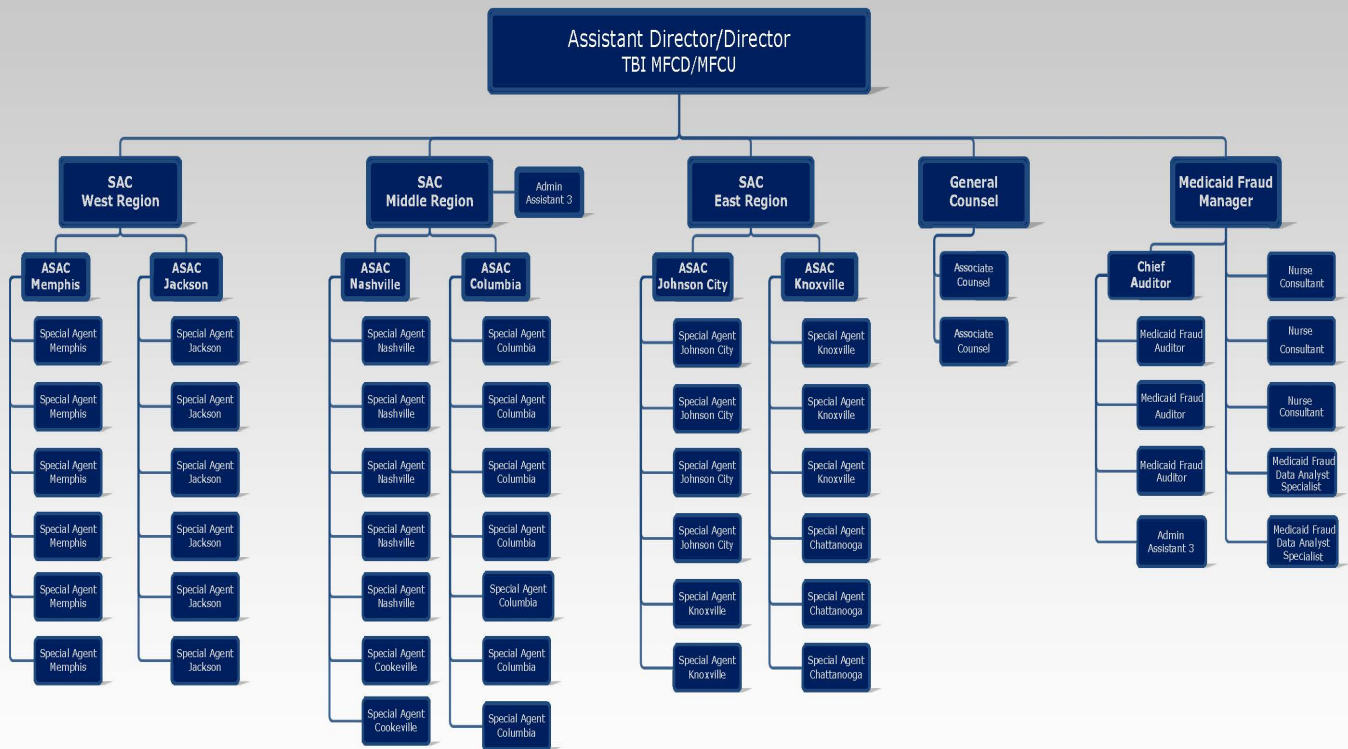 Assistant Director/Director
TBI MFCD/MFCU
SAC
West Region
SAC
Middle Region
Admin
Assistant 3
SAC
East Region
General
Counsel
Medicaid Fraud
Manager
ASAC
Memphis
Special Agent
Memphis
Special Agent
Memphis
Special Agent
Memphis
Special Agent
Memphis
Special Agent
Memphis
Special Agent
Memphis
ASAC
Jackson
Special Agent
Jackson
Special Agent
Jackson
Special Agent
Jackson
Special Agent
Jackson
Special Agent
Jackson
Special Agent
Jackson
ASAC
Nashville
Special Agent
Nashville
Special Agent
Nashville
Special Agent
Nashville
Special Agent
Nashville
Special Agent
Nashville
Special Agent
Cookeville
Special Agent
Cookeville
ASAC
Columbia
Special Agent
Columbia
Special Agent
Columbia
Special Agent
Columbia
Special Agent
Columbia
Special Agent
Columbia
Special Agent
Columbia
Special Agent
Columbia
ASAC
Johnson City
Special Agent
Johnson City
Special Agent
Johnson City
Special Agent
Johnson City
Special Agent
Johnson City
Special Agent
Knoxville
Special Agent
Knoxville
ASAC
Knoxville
Special Agent
Knoxville
Special Agent
Knoxville
Special Agent
Knoxville
Special Agent
Chattanooga
Special Agent
Chattanooga
Special Agent
Chattanooga
Associate
Counsel
Associate
Counsel
Chief
Auditor
Medicaid Fraud
Auditor
Medicaid Fraud
Auditor
Medicaid Fraud
Auditor
Admin
Assistant 3
Nurse
Consultant
Nurse
Consultant
Nurse
Consultant
Medicaid Fraud
Data Analyst
Specialist
Medicaid Fraud
Data Analyst
Specialist